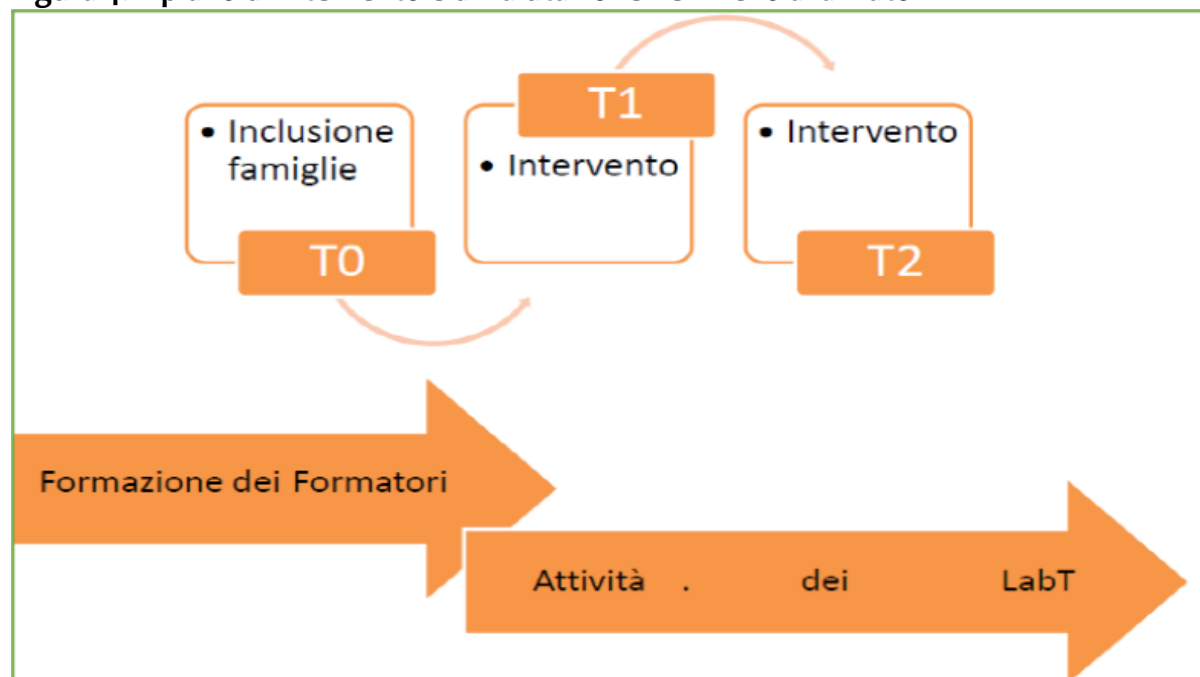 • Inclusione
famiglie
T0
T1
• Intervento
• Intervento
T2
Formazione dei Formatori
Attività . dei LabT